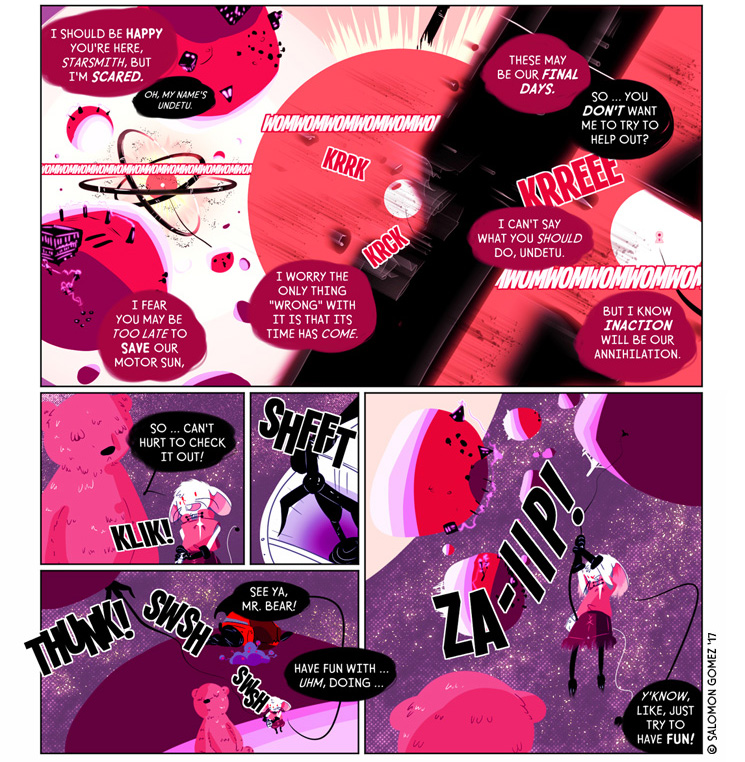 I SHOULD BE HAPPY
YOU'RE HERE,
STARSMITH, BUT
I'M SCARED.
OH, MY NAME'S
UNDETU.
WOMWOMWOMWOMWOMWOMWOMWOMWOMWOM
I FEAR
YOU MAY BE
TOO LATE TO
SAVE OUR
MOTOR SUN,
WOMWOMWOMWOMWOMWOMWO
KRRK
KRCK
I WORRY THE
ONLY THING
"WRONG" WITH
IT IS THAT ITS
TIME HAS COME.
THESE MAY
BE OUR FINAL
DAYS.
SO ... YOU
DON'T WANT
ME TO TRY TO
HELP OUT?
KRREEE
I CAN'T SAY
WHAT YOU SHOULD
DO, UNDETU.
WOMWOMWOMWOMWOMWOM
BUT I KNOW
INACTION
WILL BE OUR
ANNIHILATION.
SO ... CAN'T
HURT TO CHECK
IT OUT!
KLIK!
SHFFT
THUNK!
SWSH
SEE YA,
MR. BEAR!
SWSH
HAVE FUN WITH ...
UHM, DOING ...
ZA-IIP!
Y'KNOW,
LIKE, JUST
TRY TO
HAVE FUN!
© SALOMON GOMEZ '17